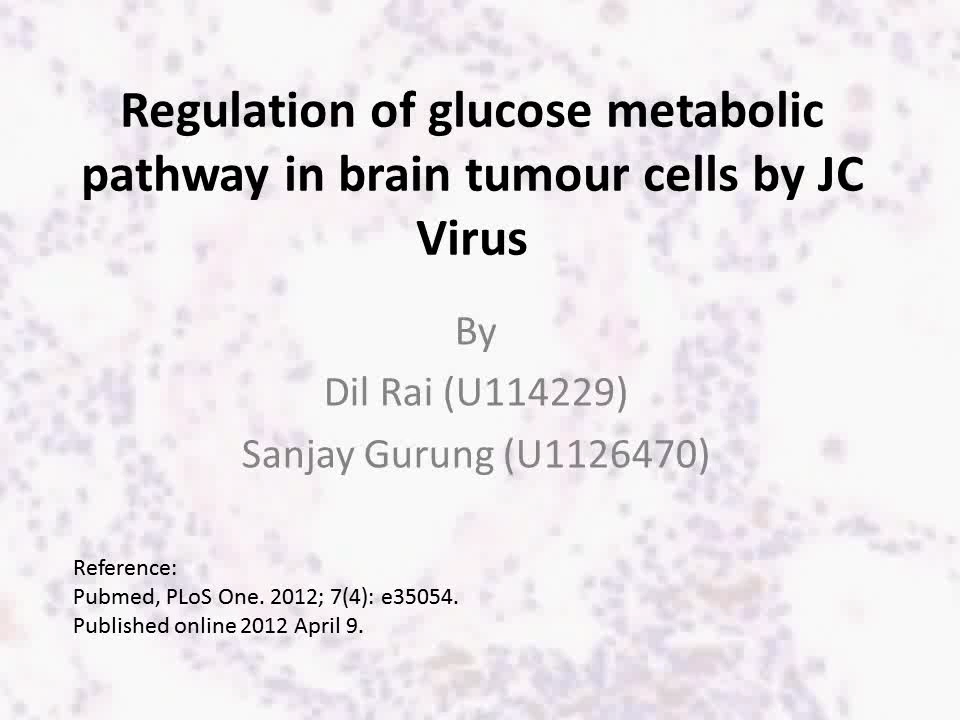 Regulation of glucose metabolic
pathway in brain tumour cells by JC
Virus
By
Dil Rai (U114229)
Sanjay Gurung (U1126470)
Reference:
Pubmed, PLoS One. 2012; 7(4): e35054.
Published online 2012 April 9.